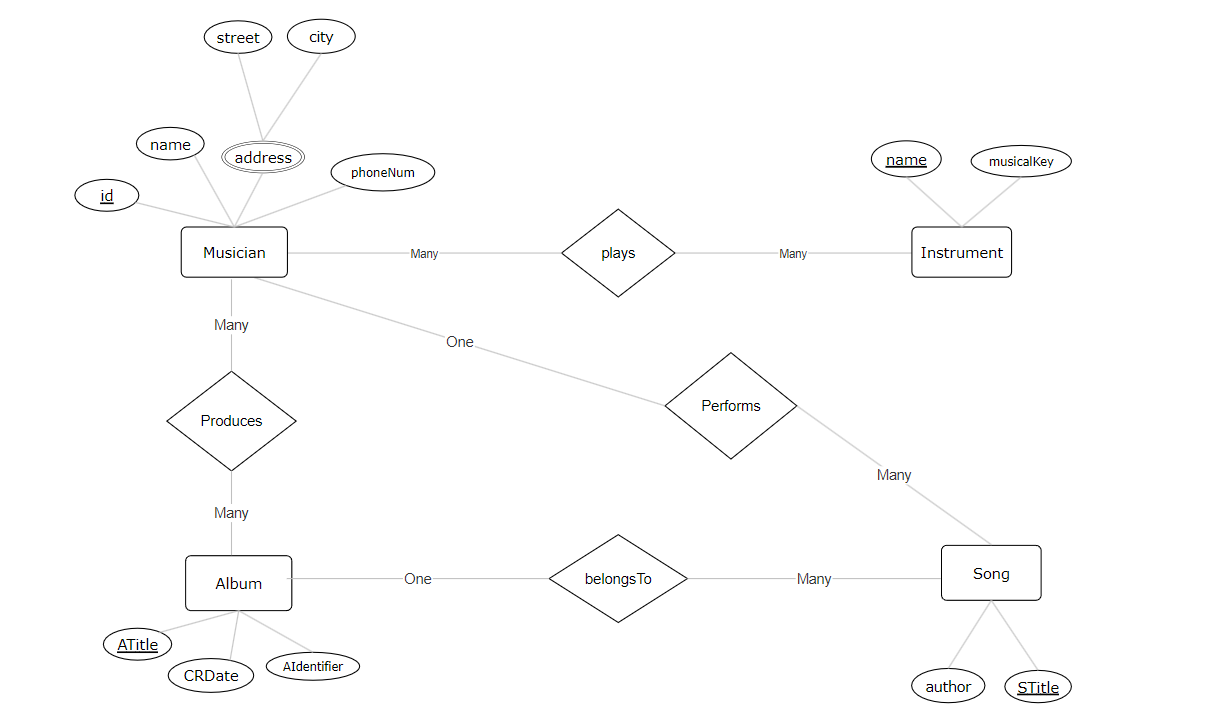 street
city
name
address
phoneNum
id
name
musicalKey
Musician
Many
plays
Many
Instrument
Many
One
Performs
Produces
Many
Many
Album
One
belongsTo
Many
Song
ATitle
CRDate
AIdentifier
author
STitle